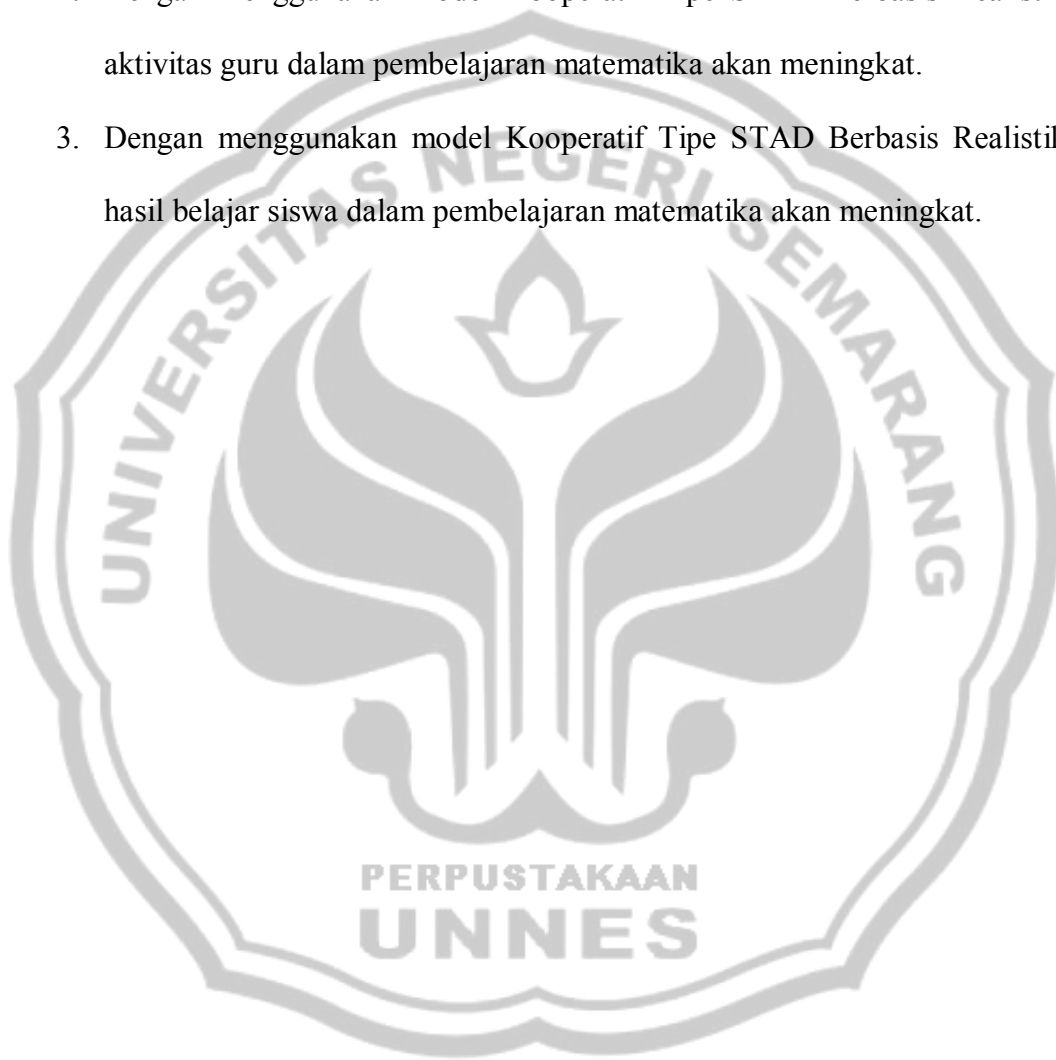 aktivitas guru dalam pembelajaran matematika akan meningkat.
3. Dengan menggunakan model Kooperatif Tipe STAD Berbasis Realistik
hasil belajar siswa dalam pembelajaran matematika akan meningkat.
UNIVERSITAS NEGERI SEMARANG
PERPUSTAKAAN
UNNES